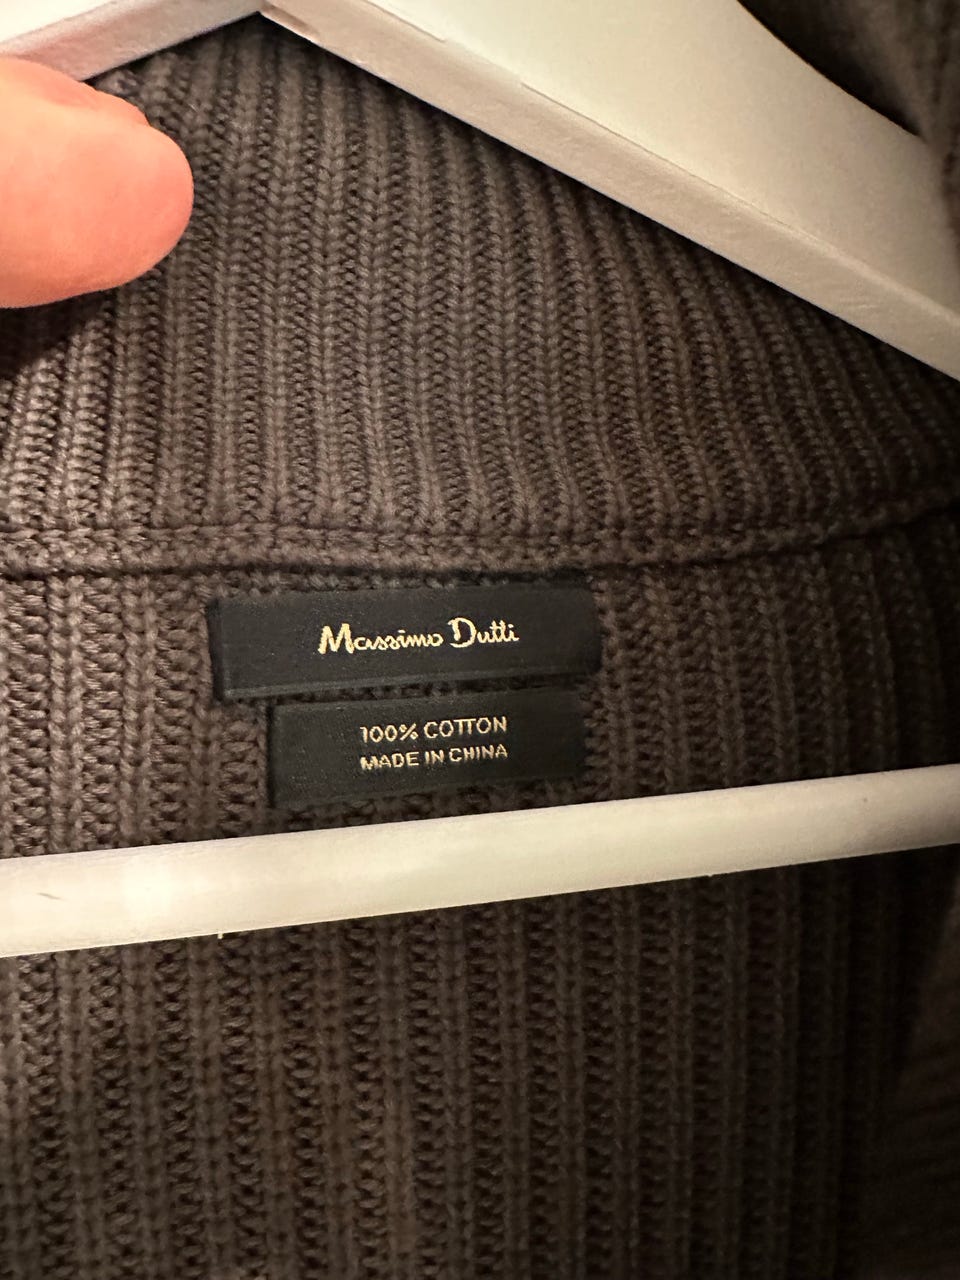 Massimo Dutti
100% COTTON
MADE IN CHINA